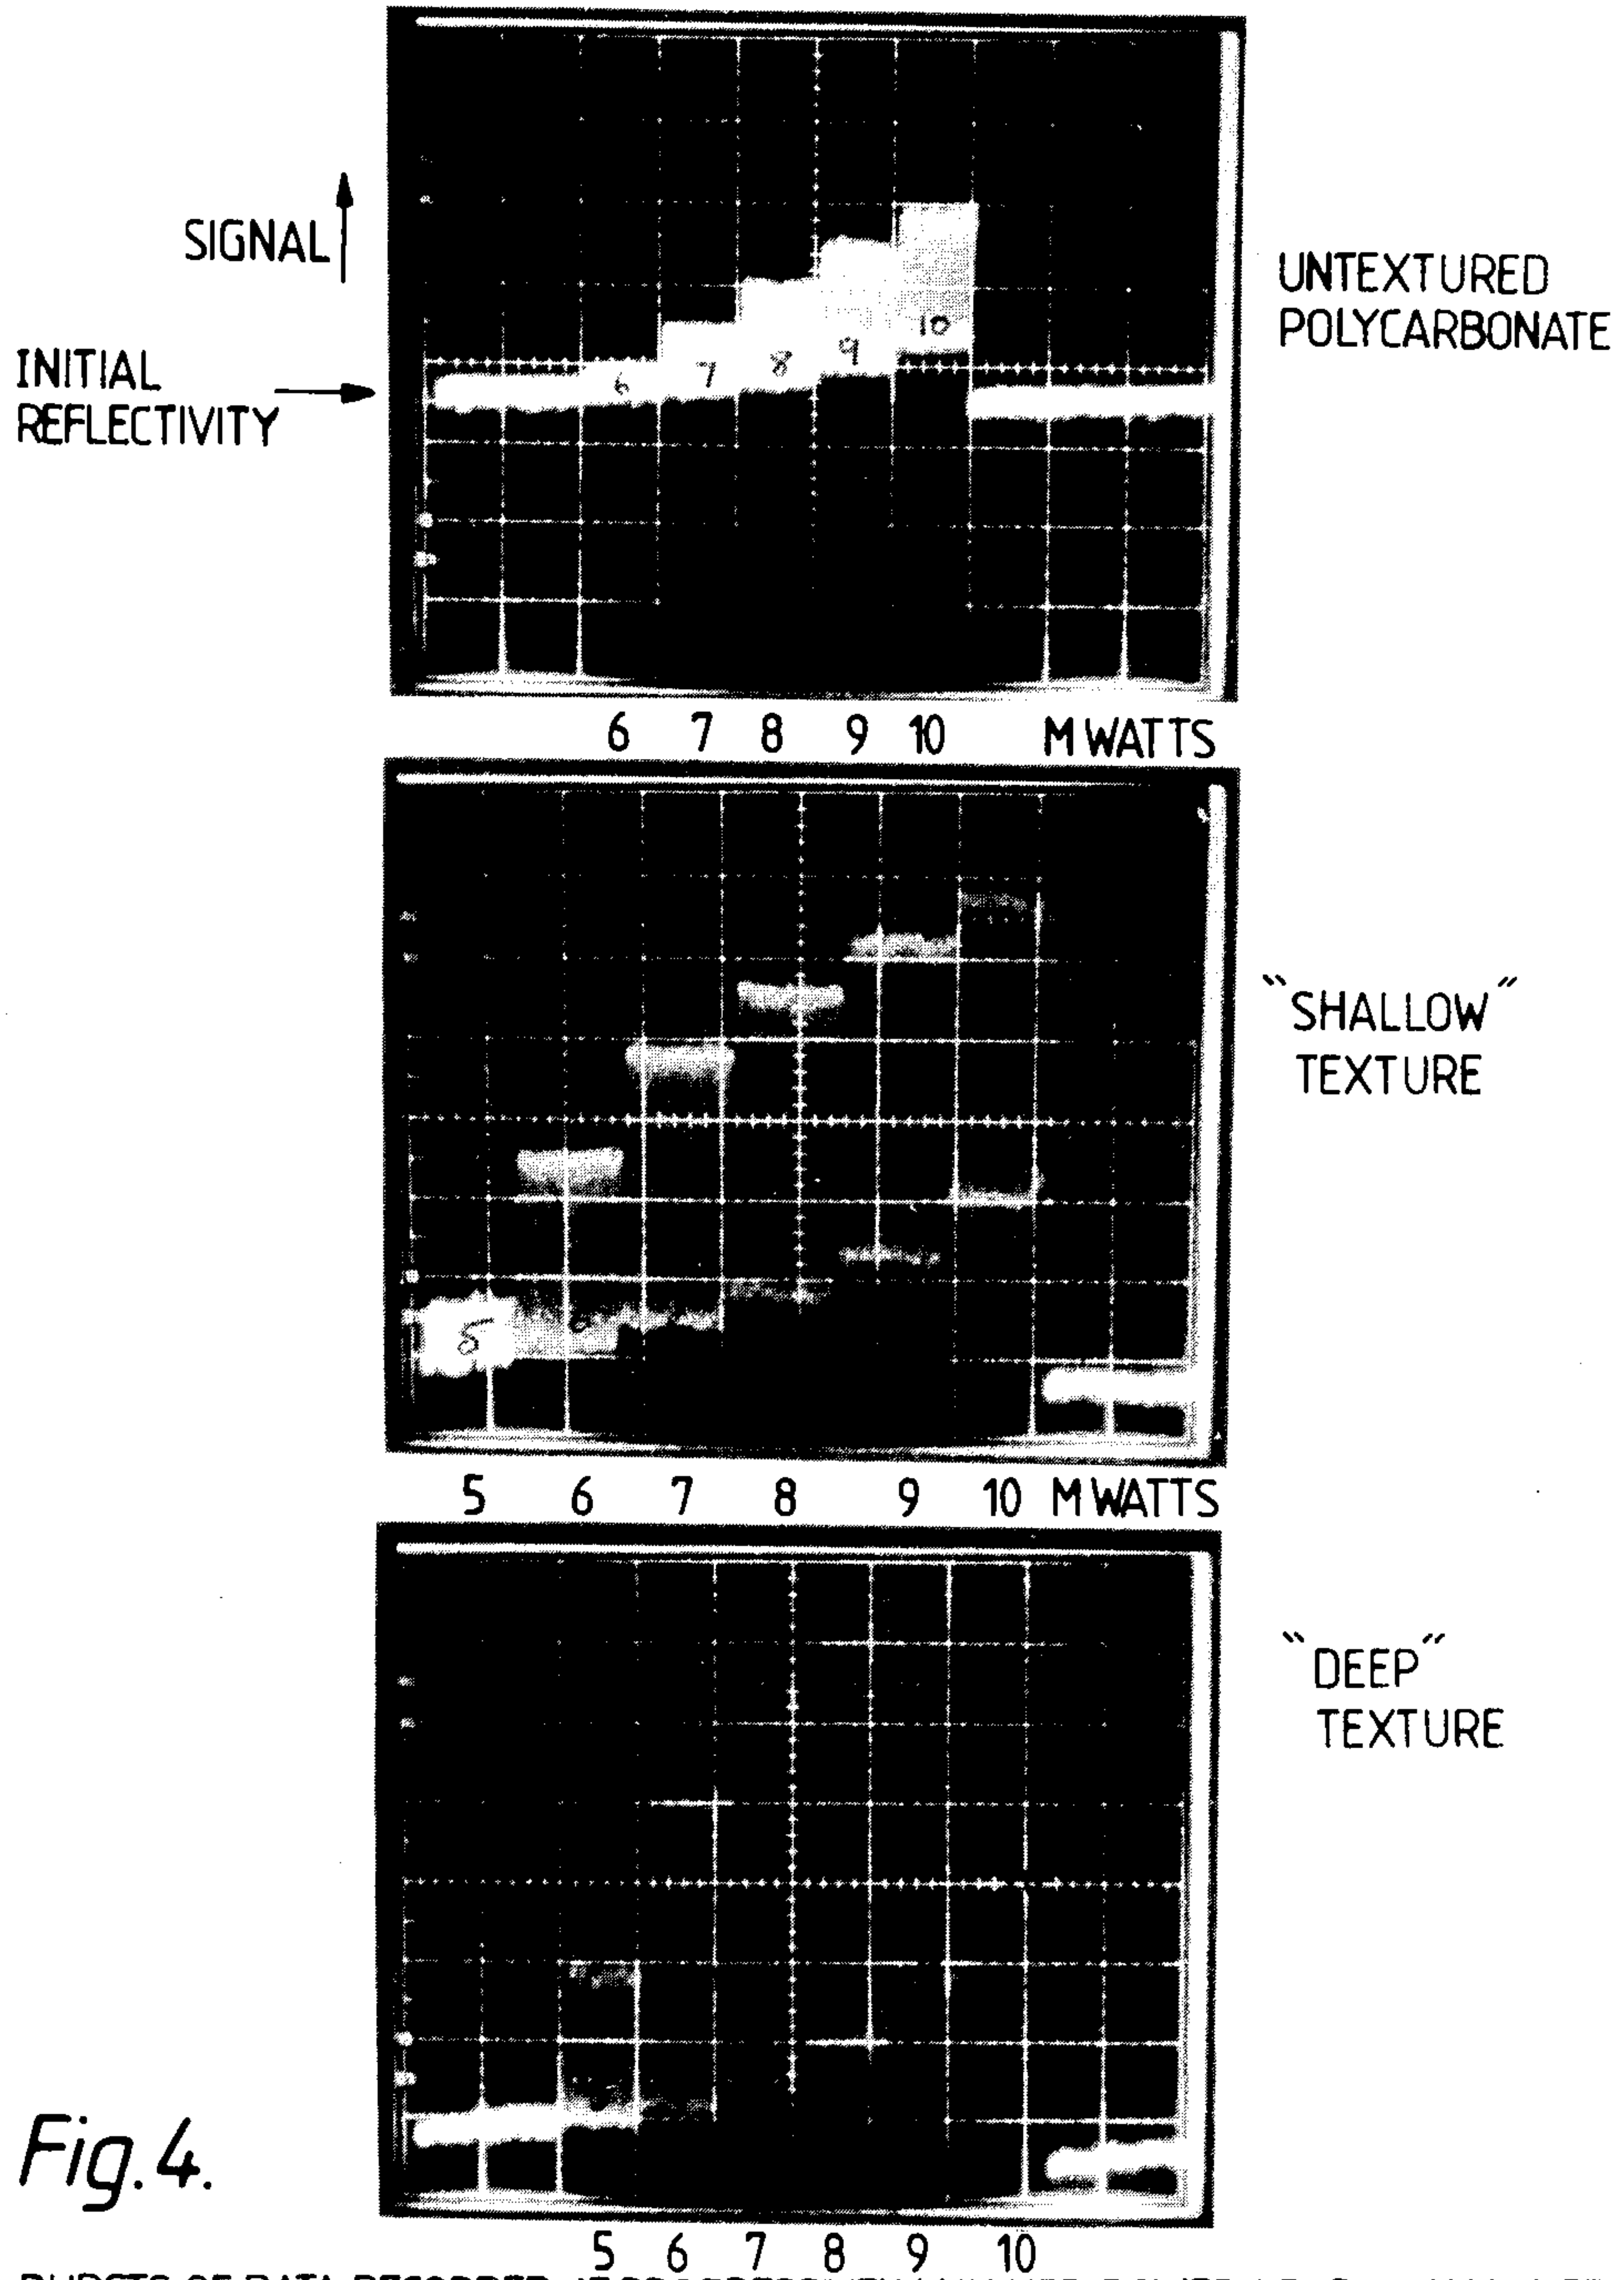 SIGNAL
INITIAL
REFLECTIVITY
UNTEXTURED
POLYCARBONATE
6 7 8 9 10
6 7 8 9 10 M WATTS
"SHALLOW"
TEXTURE
5 6
5 6 7 8 9 10 M WATTS
"DEEP"
TEXTURE
Fig.4.
5 6 7 8 9 10